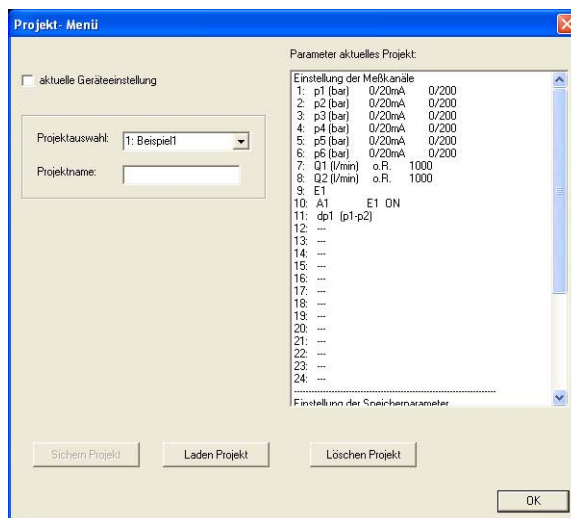 Projekt- Menü
aktuelle Geräteeinstellung
Projektauswahl: 1: Beispiel1
Projektname:
Parameter aktuelles Projekt:
Einstellung der Meßkanäle
1: p1 (bar) 0/20mA 0/200
2: p2 (bar) 0/20mA 0/200
3: p3 (bar) 0/20mA 0/200
4: p4 (bar) 0/20mA 0/200
5: p5 (bar) 0/20mA 0/200
6: p6 (bar) 0/20mA 0/200
7: Q1 (l/min) o.R. 1000
8: Q2 (l/min) o.R. 1000
9: E1
10: A1 E1 ON
11: dp1 (p1-p2)
12: ---
13: ---
14: ---
15: ---
16: ---
17: ---
18: ---
19: ---
20: ---
21: ---
22: ---
23: ---
24: ---
Einstellung der Speicherparameter
Sichern Projekt
Laden Projekt
Löschen Projekt
OK